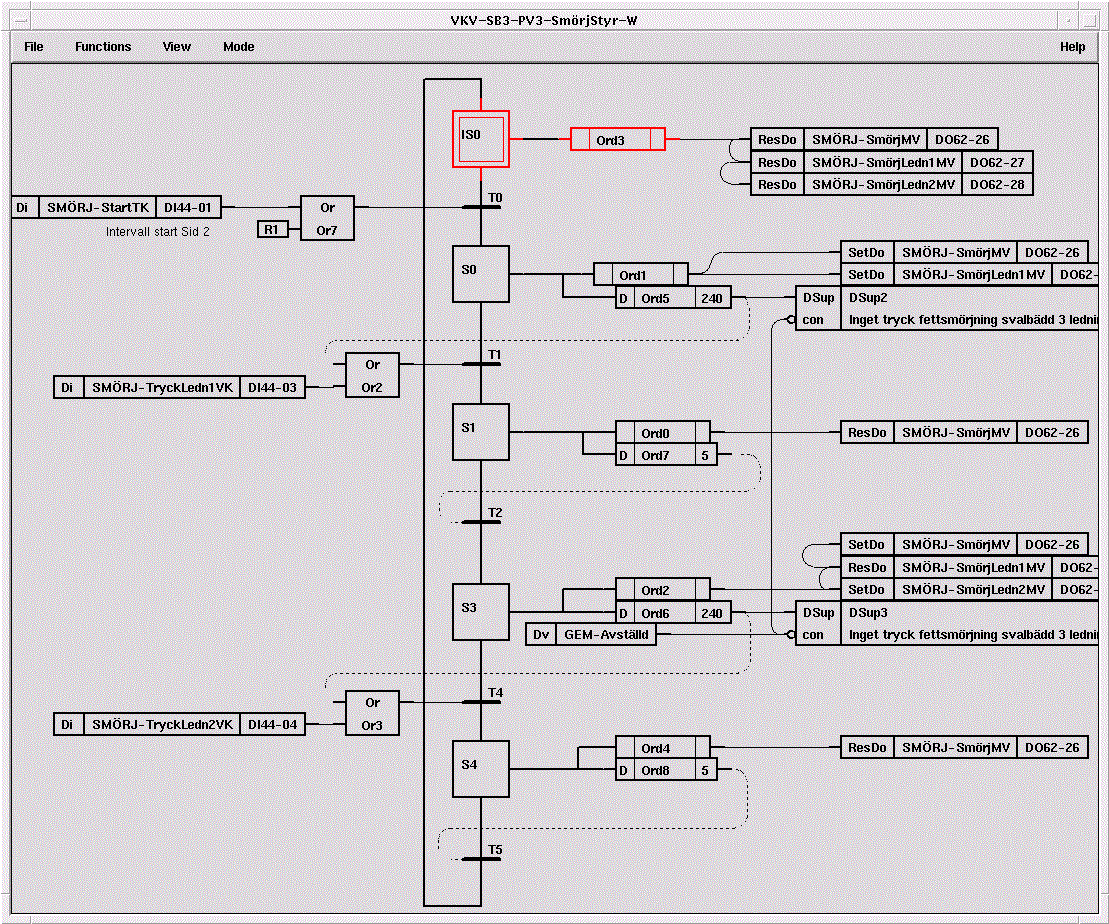 VKV-SB3-PV3-SmörjStyr-W
File Functions View Mode Help
IS0 Ord3 ResDo SMÖRJ-SmörjMV DO62-26
ResDo SMÖRJ-SmörjLedn1MV DO62-27
ResDo SMÖRJ-SmörjLedn2MV DO62-28
T0
Di SMÖRJ-StartTK DI44-01 Or
Intervall start Sid 2 R1 Or7
S0 Ord1 SetDo SMÖRJ-SmörjMV DO62-26
SetDo SMÖRJ-SmörjLedn1MV DO62-
D Ord5 240 DSup DSup2
con Inget tryck fettsmörjning svalbädd 3 lednin
T1
Or
Di SMÖRJ-TryckLedn1VK DI44-03 Or2
S1 Ord0 ResDo SMÖRJ-SmörjMV DO62-26
D Ord7 5
T2
SetDo SMÖRJ-SmörjMV DO62-26
ResDo SMÖRJ-SmörjLedn1MV DO62-
S3 Ord2 SetDo SMÖRJ-SmörjLedn2MV DO62-
D Ord6 240 DSup DSup3
Dv GEM-Avställd con Inget tryck fettsmörjning svalbädd 3 lednin
T4
Or
Di SMÖRJ-TryckLedn2VK DI44-04 Or3
S4 Ord4 ResDo SMÖRJ-SmörjMV DO62-26
D Ord8 5
T5